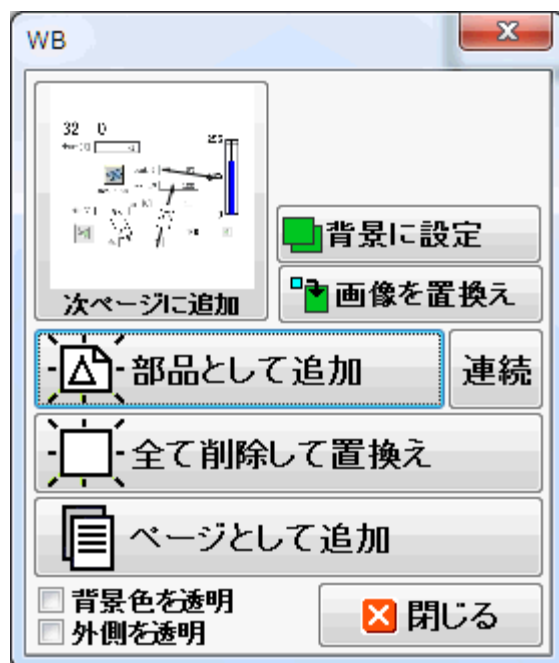 WB
32 0
次ページに追加
背景に設定
画像を置換え
部品として追加
連続
全て削除して置換え
ページとして追加
背景色を透明
外側を透明
閉じる